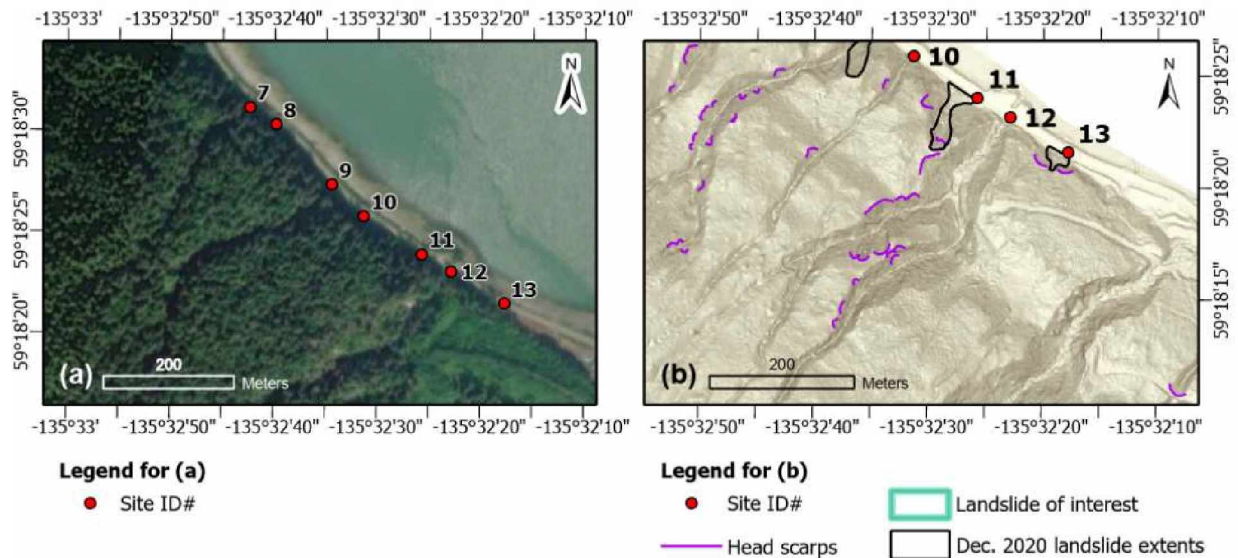 -135°33' -135°32'50" -135°32'40" -135°32'30" -135°32'20" -135°32'10"
59°18'30"
59°18'25"
59°18'20"
N
7
8
9
10
11
12
13
(a)
200
Meters
-135°33' -135°32'50" -135°32'40" -135°32'30" -135°32'20" -135°32'10"
-135°32'50" -135°32'40" -135°32'30" -135°32'20" -135°32'10"
N
10
11
12
13
59°18'25"
59°18'20"
59°18'15"
(b)
200
Meters
-135°32'50" -135°32'40" -135°32'30" -135°32'20" -135°32'10"
Legend for (a)
Site ID#
Legend for (b)
Site ID#
Head scarps
Landslide of interest
Dec. 2020 landslide extents